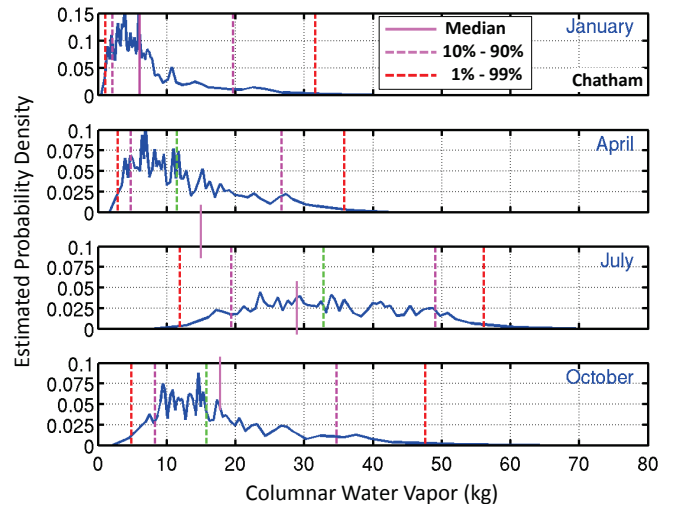 Estimated Probability Density
0.15
0.1
0.05
0
Median
10% - 90%
1% - 99%
January
Chatham
0.1
0.075
0.05
0.025
0
April
0.1
0.075
0.05
0.025
0
July
0.1
0.075
0.05
0.025
0
October
0 10 20 30 40 50 60 70 80
Columnar Water Vapor (kg)